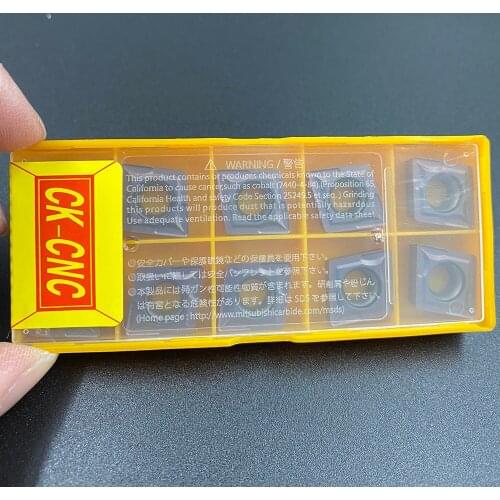 CK-CNC
⚠ WARNING / 警告
This product contains or produces chemicals known to the State of
California to cause cancer, such as cobalt (7440-4-84). (Proposition 65,
California Health and safety Code Section 25249.5 et.seq.) Grinding
this products will produce dust that is potentially hazardous
Use adequate ventilation. Read the applicable safety data sheet
安全カバーや保護眼鏡などの保護具を使用下さい。
取扱いに際しては安全パンフレットを参照下さい。
本製品には発ガン性可能性物質が含まれます。研削屑や粉じん
は有害となる危険性があります。詳細はSDSを参照して下さい。
(Home page : http://www.mitsubishicarbide.com/msds)